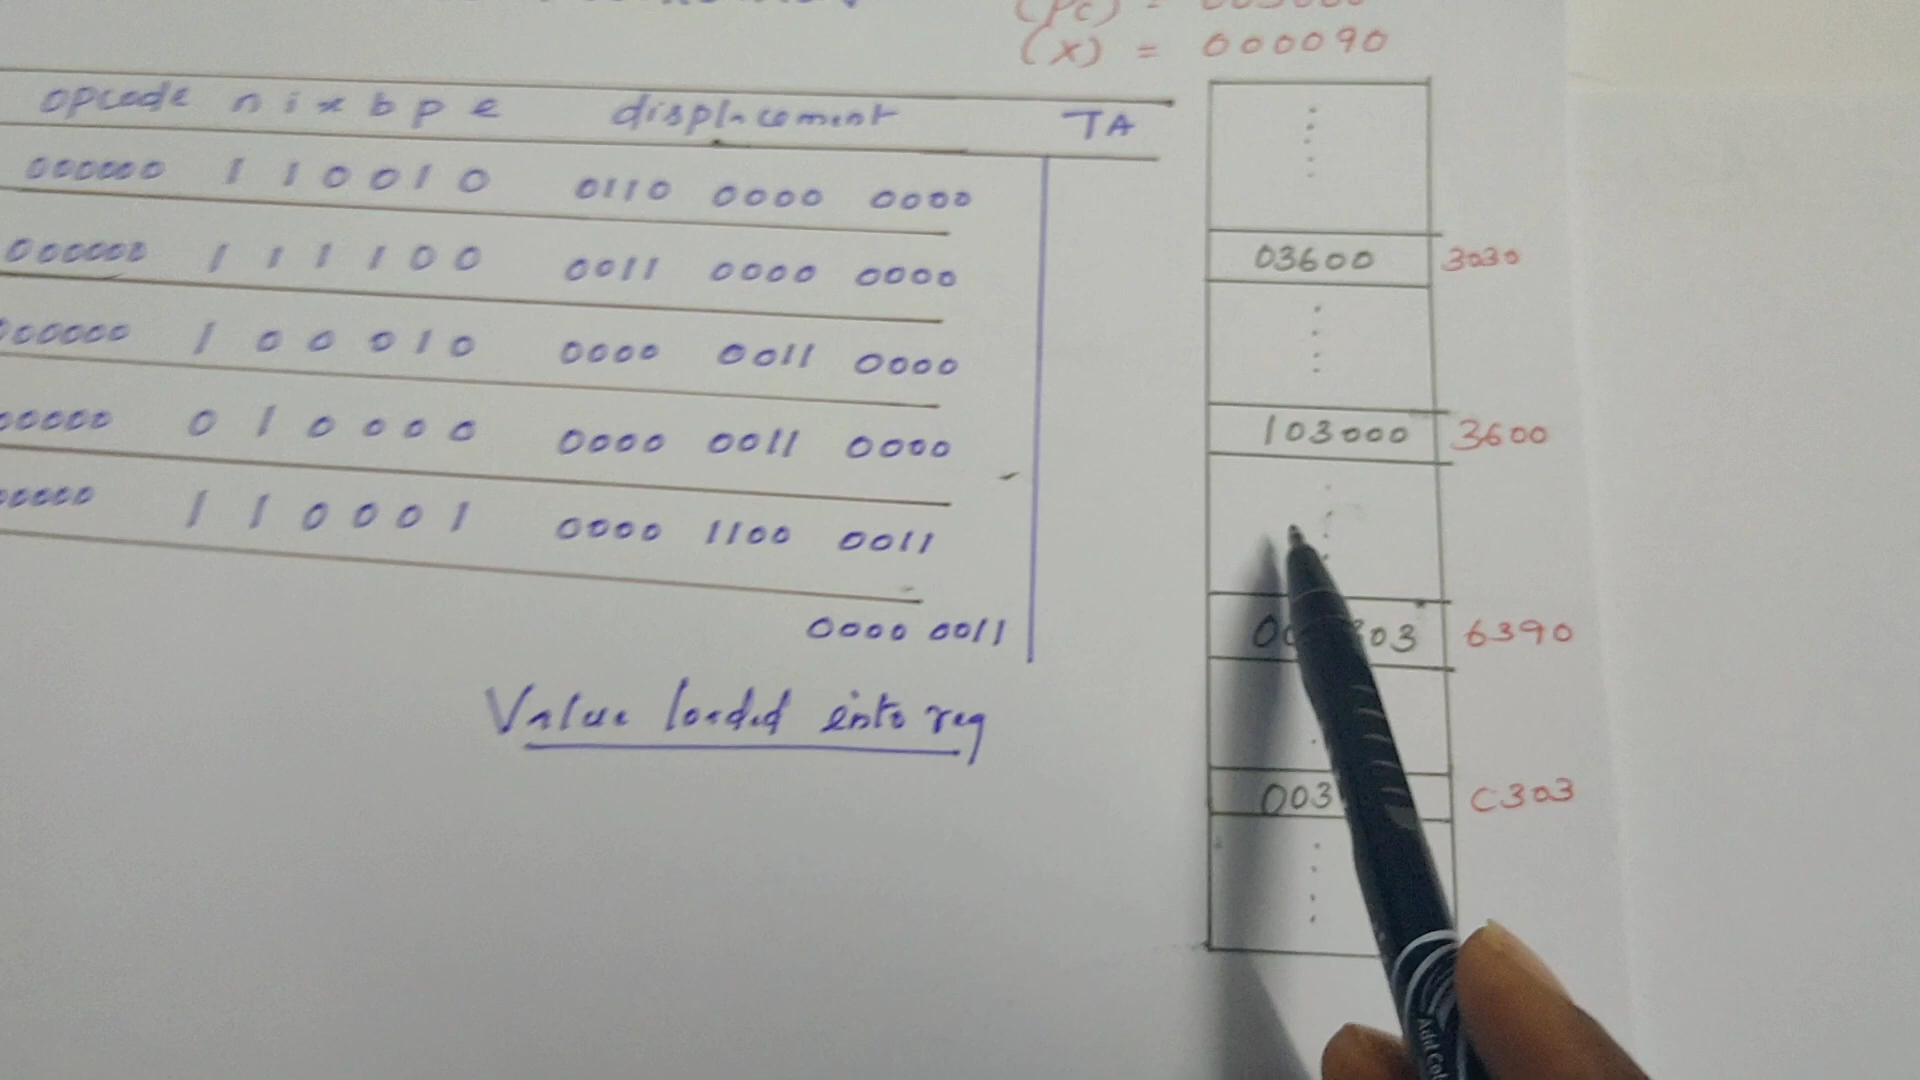 (X) = 000090
opcode n i x b p e displacement TA
000000 1 1 0 0 1 0 0110 0000 0000
000000 1 1 1 1 0 0 0011 0000 0000
000000 1 0 0 0 1 0 0000 0011 0000
00000 0 1 0 0 0 0 0000 0011 0000
00000 1 1 0 0 0 1 0000 1100 0011
0000 0011
Value loaded into reg
03600 3030
103000 3600
6390
003 C303